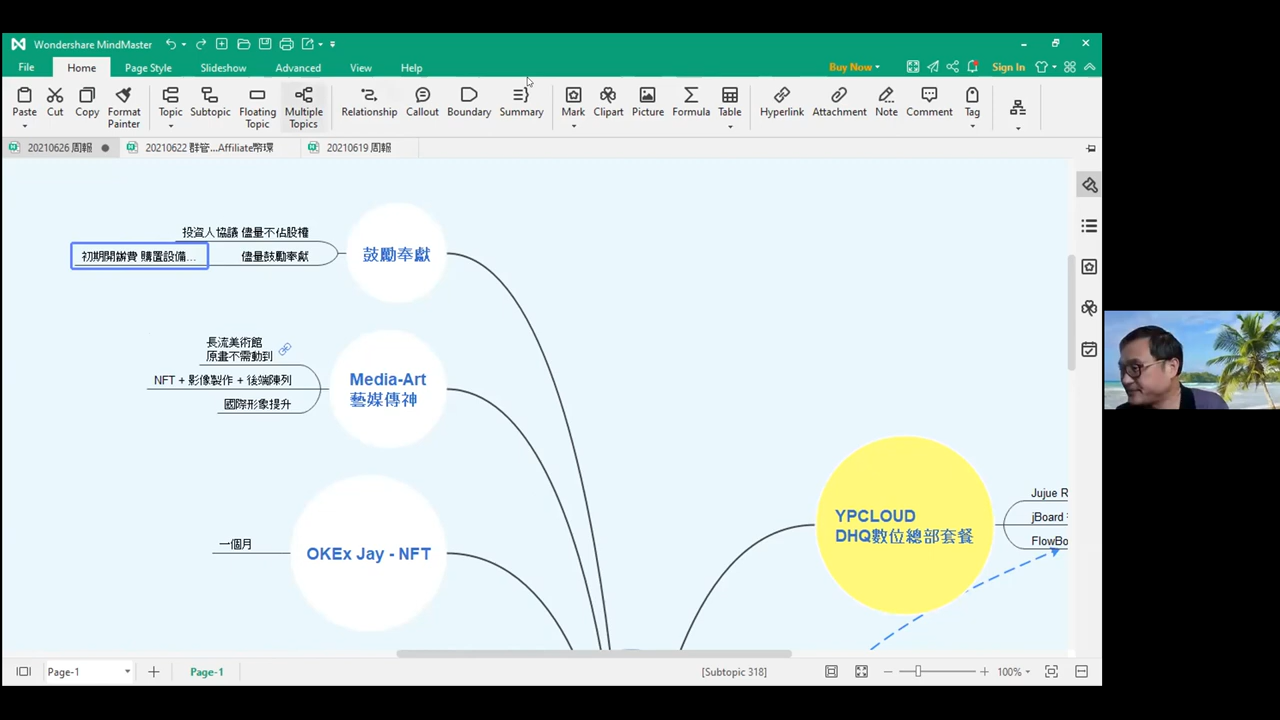 Wondershare MindMaster
File Home Page Style Slideshow Advanced View Help Buy Now Sign In
Paste Cut Copy Format Painter Topic Subtopic Floating Topic Multiple Topics Relationship Callout Boundary Summary Mark Clipart Picture Formula Table Hyperlink Attachment Note Comment Tag
20210626 周報 20210622 群管...Affiliate幣環 20210619 周報
投資人協議 儘量不佔股權
初期開辦費 購置設備... 儘量鼓勵奉獻
鼓勵奉獻
長流美術館
原畫不需動到
NFT + 影像製作 + 後端陳列
國際形象提升
Media-Art
藝媒傳神
一個月
OKEx Jay - NFT
YPCLOUD
DHQ數位總部套餐
Jujue R
jBoard
FlowBo
Page-1 Page-1 [Subtopic 318] 100%